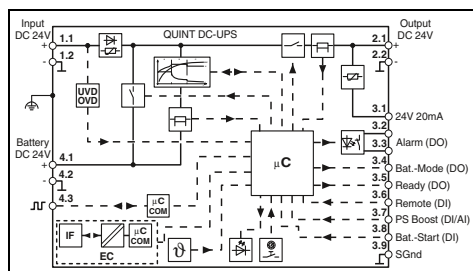 Input
DC 24V
QUINT DC-UPS
Output
DC 24V
1.1
+
1.2
-
2.1
+
2.2
-
UVD
OVD
3.1
24V 20mA
3.2
Alarm (DO)
3.3
Battery
DC 24V
4.1
+
4.2
-
4.3
µC
3.4
Bat.-Mode (DO)
3.5
Ready (DO)
3.6
Remote (DI)
3.7
PS Boost (DI/AI)
3.8
Bat.-Start (DI)
3.9
SGnd
µC
COM
IF
µC
COM
EC
ϑ